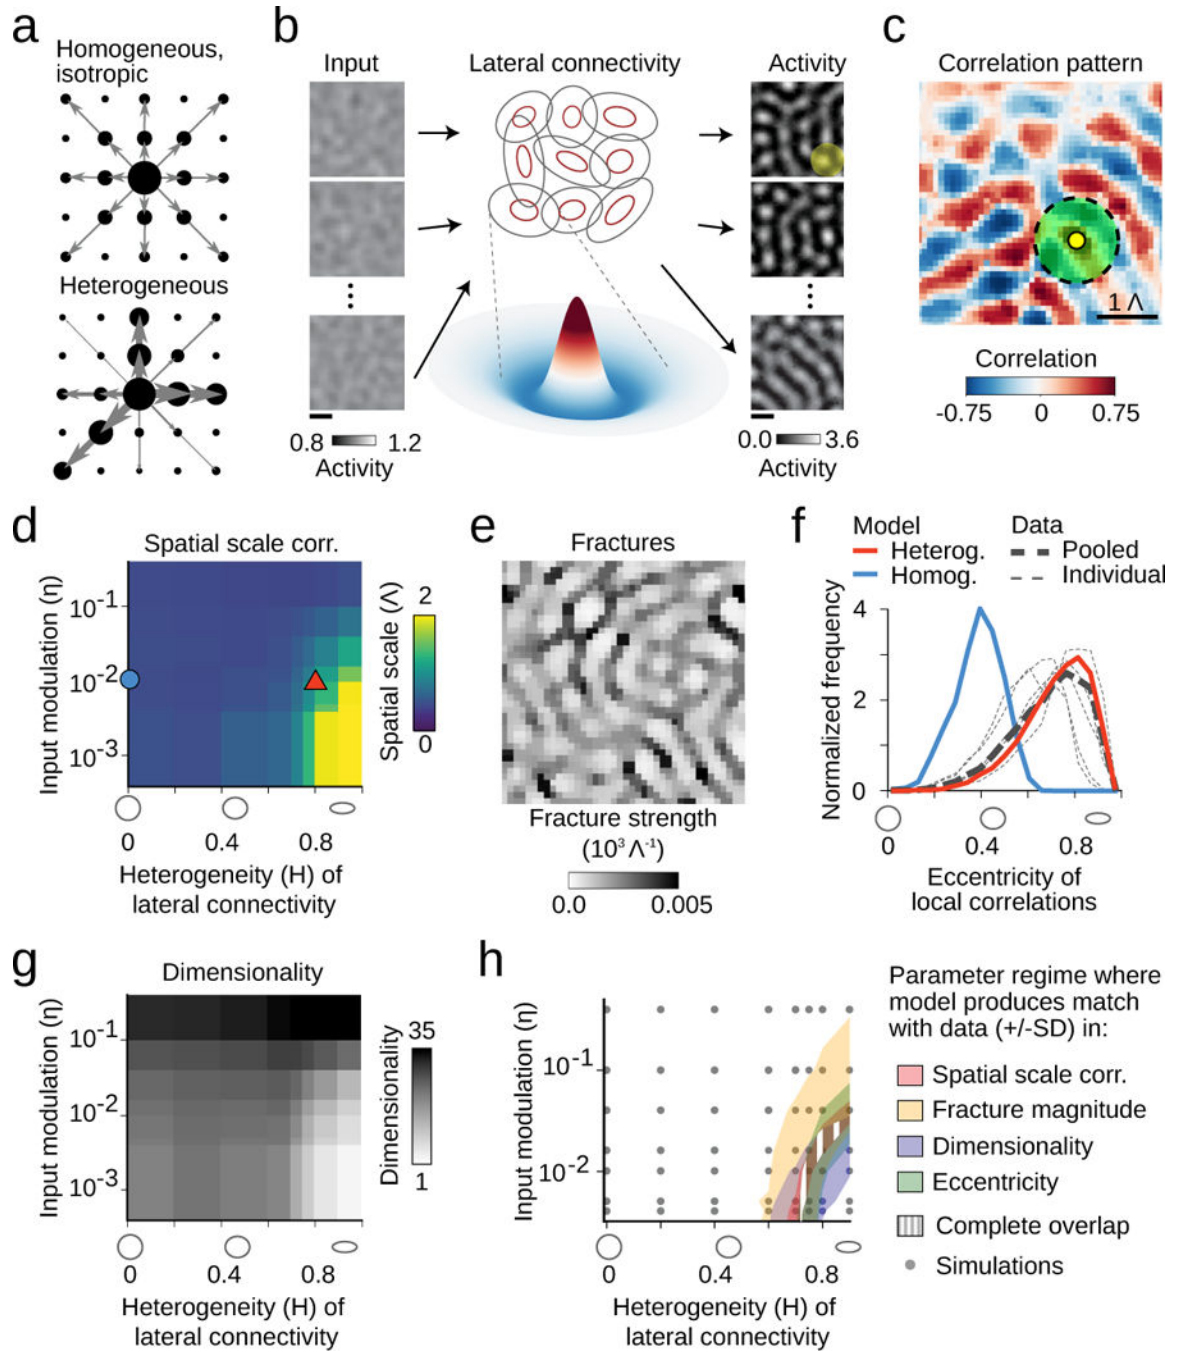 a
Homogeneous,
isotropic
Heterogeneous
b
Input
Lateral connectivity
Activity
0.8
1.2
Activity
0.0
3.6
Activity
c
Correlation pattern
1 Λ
Correlation
-0.75
0
0.75
d
Spatial scale corr.
Input modulation (η)
10-1
10-2
10-3
0
0.4
0.8
Heterogeneity (H) of
lateral connectivity
Spatial scale (Λ)
2
0
e
Fractures
Fracture strength
(10³ Λ⁻¹)
0.0
0.005
f
Model
Heterog.
Homog.
Data
Pooled
Individual
Normalized frequency
4
2
0
0
0.4
0.8
Eccentricity of
local correlations
g
Dimensionality
Input modulation (η)
10-1
10-2
10-3
0
0.4
0.8
Heterogeneity (H) of
lateral connectivity
Dimensionality
35
1
h
Input modulation (η)
10-1
10-2
0
0.4
0.8
Heterogeneity (H) of
lateral connectivity
Parameter regime where
model produces match
with data (+/-SD) in:
Spatial scale corr.
Fracture magnitude
Dimensionality
Eccentricity
Complete overlap
Simulations